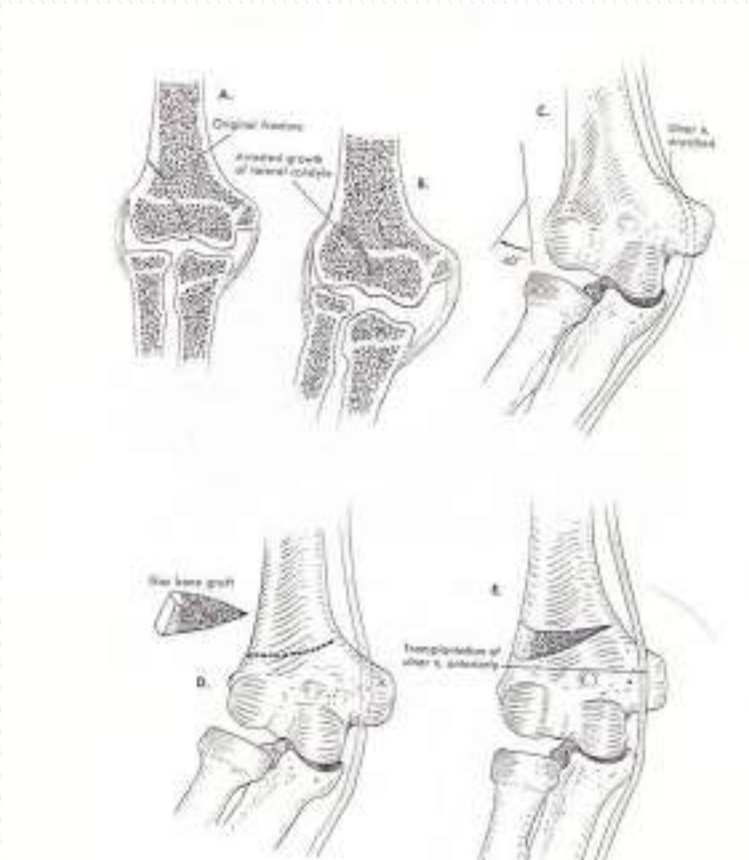 A.
Original fracture
Arrested growth
of lateral condyle
B.
C.
Ulnar n.
stretched
Iliac bone graft
D.
E.
Transplantation of
ulnar n. anteriorly